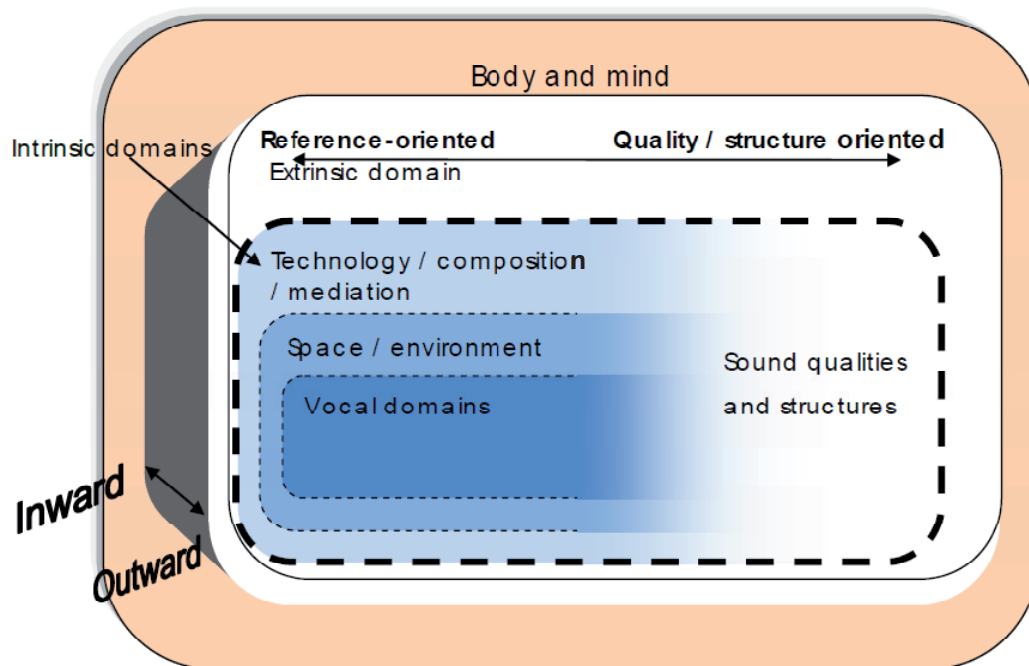 Body and mind
Intrinsic domains
Reference-oriented
Quality / structure oriented
Extrinsic domain
Technology / composition
/ mediation
Space / environment
Vocal domains
Sound qualities
and structures
Inward
Outward